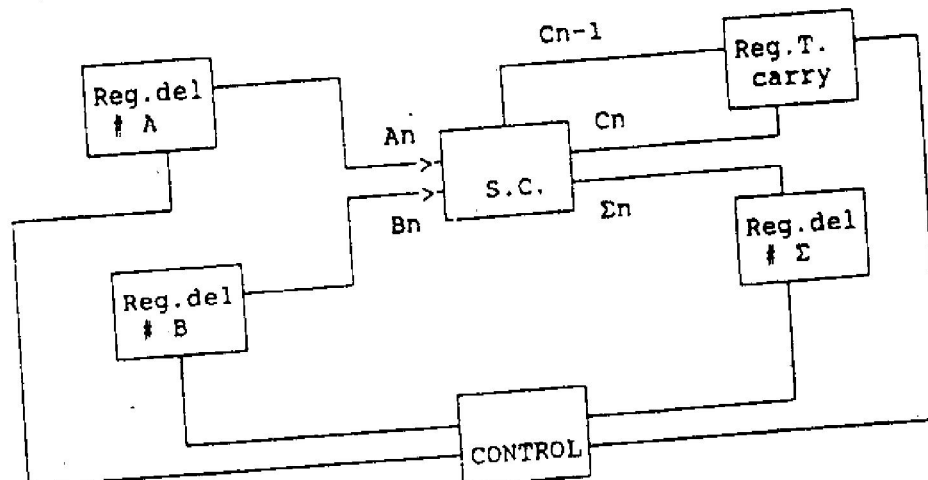 Cn-1
Reg.T.
carry
Reg.del
# A
An
Cn
S.C.
Bn
Σn
Reg.del
# Σ
Reg.del
# B
CONTROL